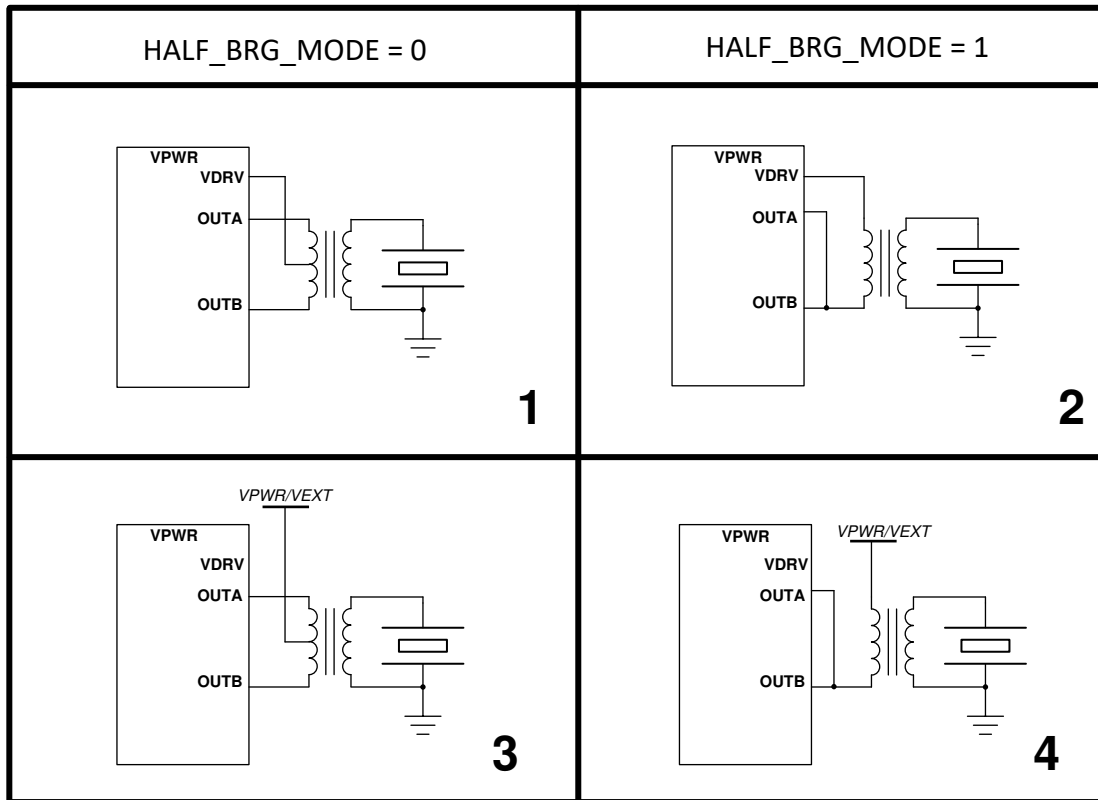 HALF_BRG_MODE = 0
HALF_BRG_MODE = 1
VPWR
VDRV
OUTA
OUTB
1
VPWR
VDRV
OUTA
OUTB
2
VPWR/VEXT
VPWR
VDRV
OUTA
OUTB
3
VPWR/VEXT
VPWR
VDRV
OUTA
OUTB
4